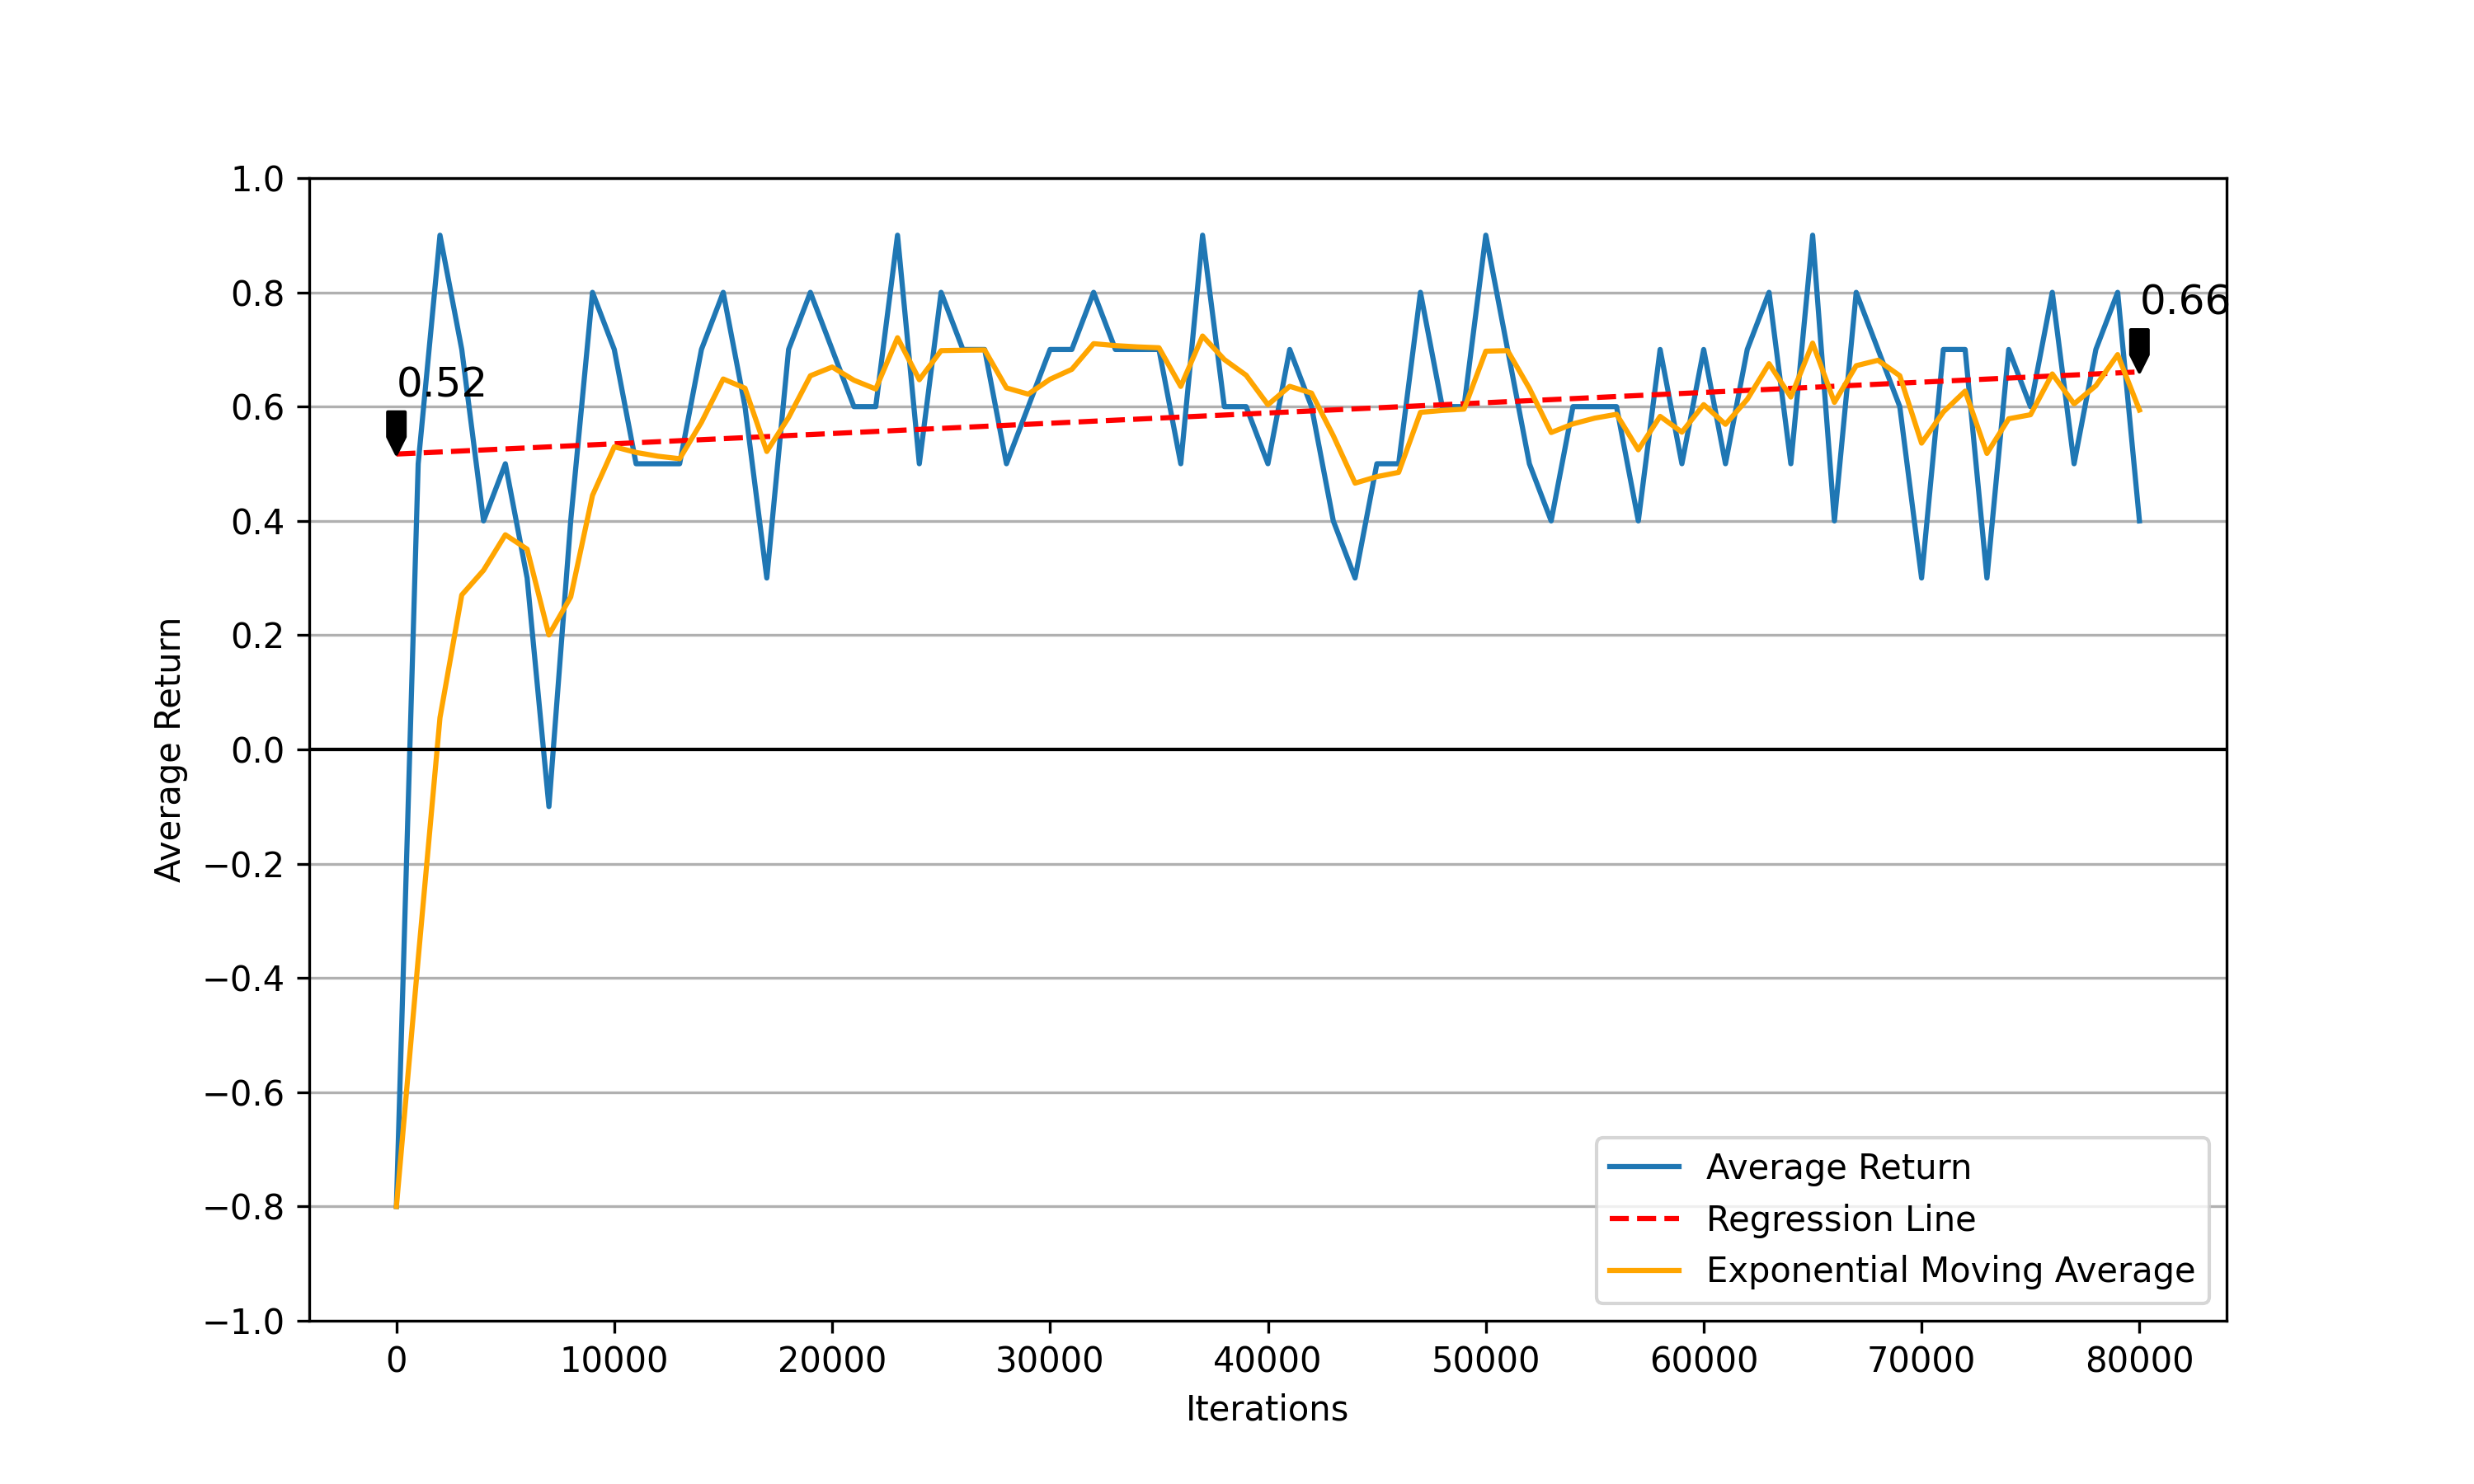 1.0
0.8
0.66
0.52
0.6
0.4
0.2
0.0
−0.2
−0.4
−0.6
−0.8
−1.0
Average Return
Average Return
Regression Line
Exponential Moving Average
0 10000 20000 30000 40000 50000 60000 70000 80000
Iterations